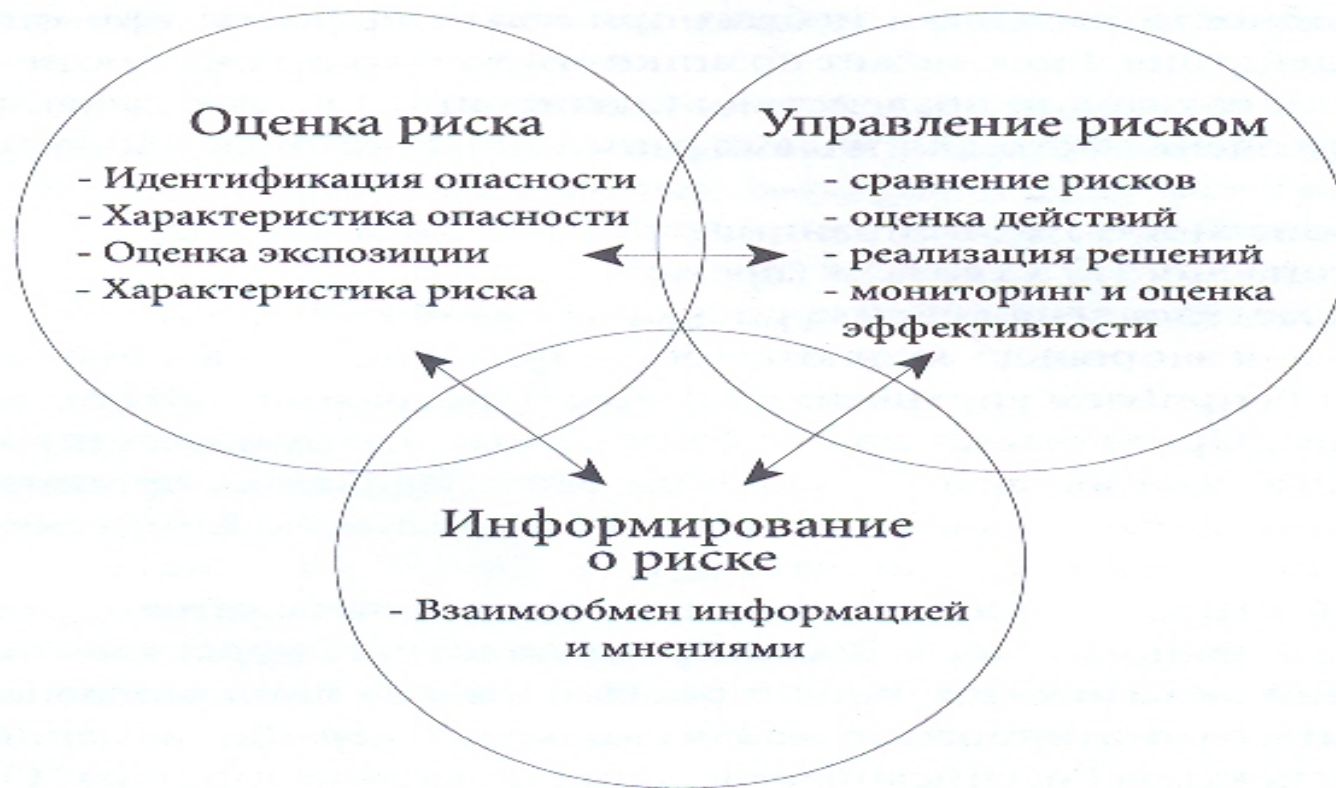 Оценка риска
- Идентификация опасности
- Характеристика опасности
- Оценка экспозиции
- Характеристика риска
Управление риском
- сравнение рисков
- оценка действий
- реализация решений
- мониторинг и оценка
эффективности
Информирование
о риске
- Взаимообмен информацией
и мнениями